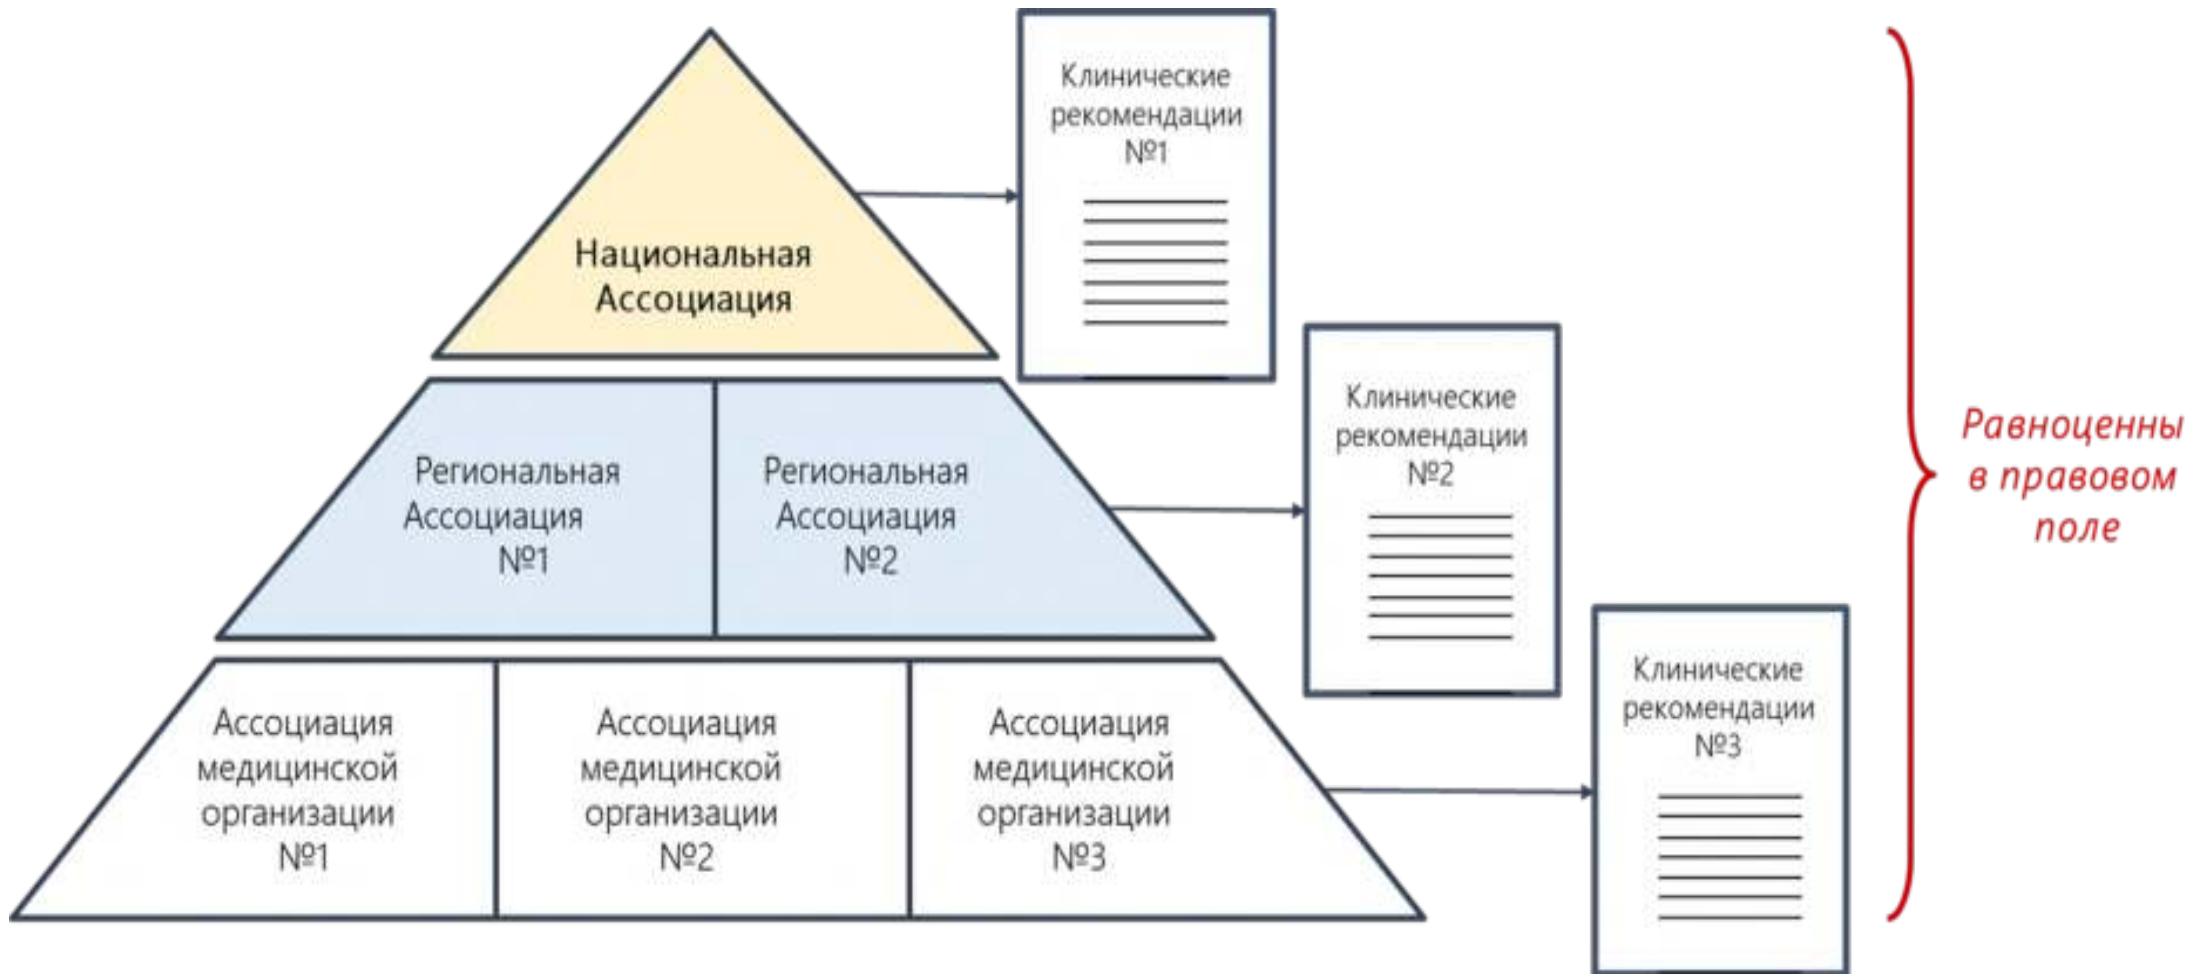 Клинические
рекомендации
№1
Национальная
Ассоциация
Клинические
рекомендации
№2
Региональная
Ассоциация
№1
Региональная
Ассоциация
№2
Равноценны
в правовом
поле
Клинические
рекомендации
№3
Ассоциация
медицинской
организации
№1
Ассоциация
медицинской
организации
№2
Ассоциация
медицинской
организации
№3